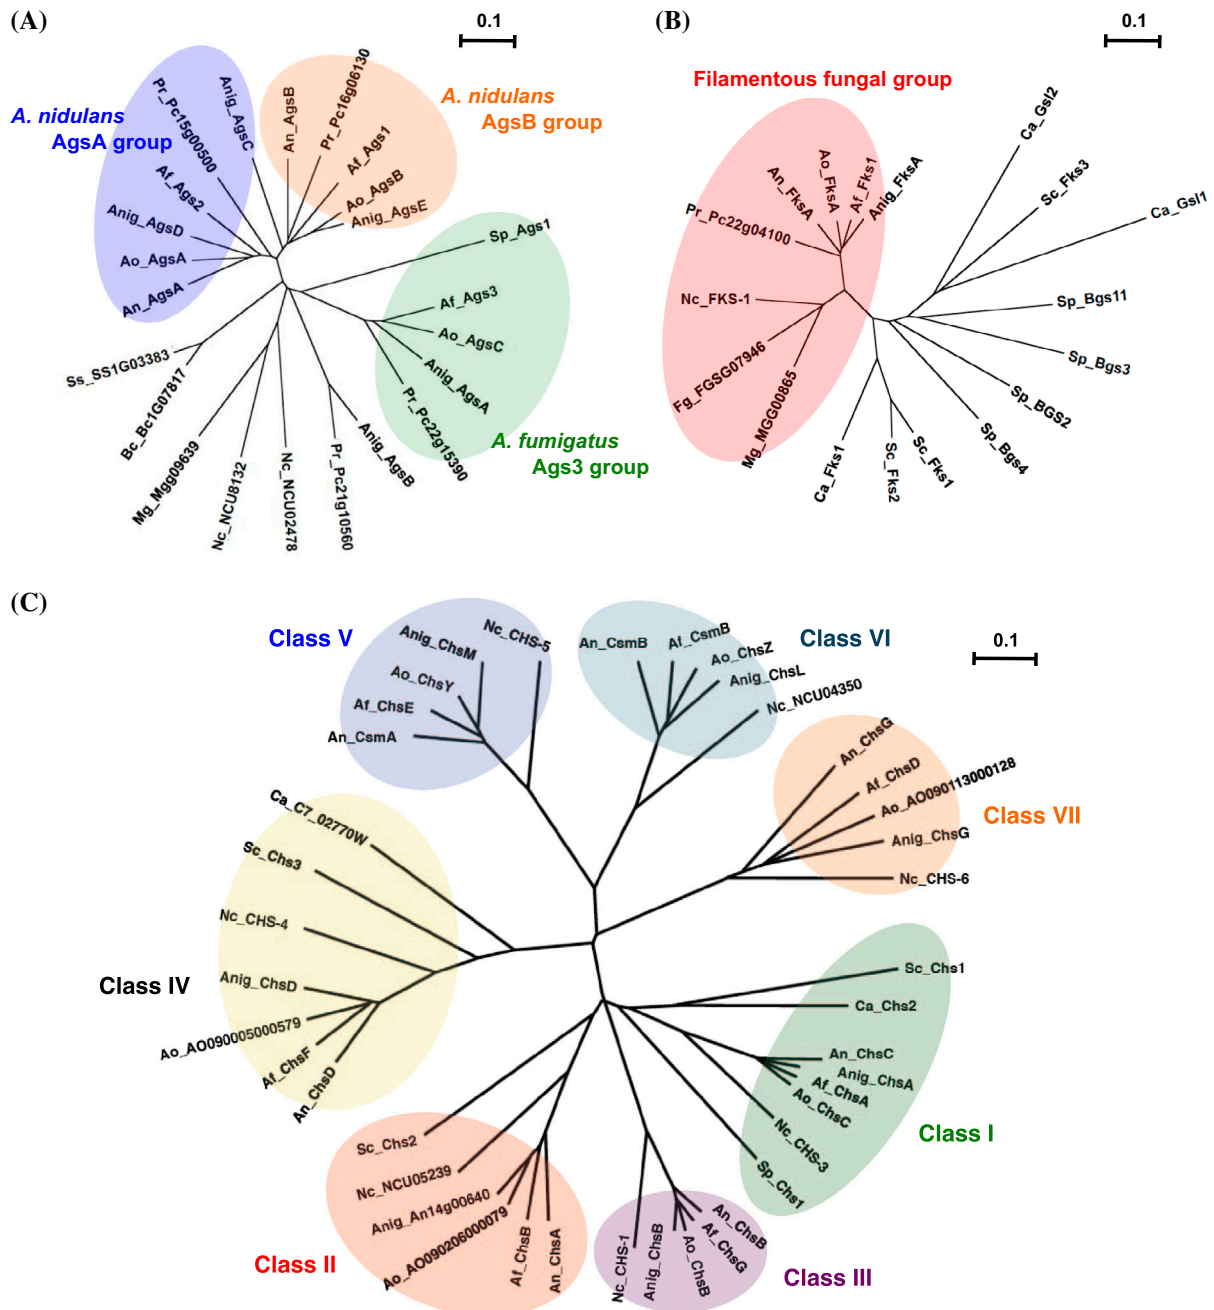 (A)
0.1
A. nidulans
AgsA group
A. nidulans
AgsB group
Pr_Pc15g00500
Anig_AgsC
An_AgsB
Pr_Pc16g06130
Af_Ags1
Ao_AgsB
Anig_AgsE
Af_Ags2
Anig_AgsD
Ao_AgsA
An_AgsA
Sp_Ags1
Af_Ags3
Ao_AgsC
Anig_AgsA
Pr_Pc22g15390
A. fumigatus
Ags3 group
Ss_SS1G03383
Bc_Bc1G07817
Mg_Mgg09639
Nc_NCU8132
Nc_NCU02478
Pr_Pc21g10560
Anig_AgsB
(B)
0.1
Filamentous fungal group
An_FksA
Ao_FksA
Af_Fks1
Anig_FksA
Pr_Pc22g04100
Nc_FKS-1
Fg_FGSG07946
Mg_MGG00865
Ca_Gsl2
Sc_Fks3
Ca_Gsl1
Sp_Bgs11
Sp_Bgs3
Sp_BGS2
Sp_Bgs4
Sc_Fks1
Sc_Fks2
Ca_Fks1
(C)
0.1
Class V
Anig_ChsM
Nc_CHS-5
Ao_ChsY
Af_ChsE
An_CsmA
Class VI
An_CsmB
Af_CsmB
Ao_ChsZ
Anig_ChsL
Nc_NCU04350
Class VII
An_ChsG
Af_ChsD
Ao_AO090113000128
Anig_ChsG
Nc_CHS-6
Class IV
Ca_C7_02770W
Sc_Chs3
Nc_CHS-4
Anig_ChsD
Ao_AO090005000579
Af_ChsF
An_ChsD
Class I
Sc_Chs1
Ca_Chs2
An_ChsC
Anig_ChsA
Af_ChsA
Ao_ChsC
Nc_CHS-3
Sp_Chs1
Class II
Sc_Chs2
Nc_NCU05239
Anig_An14g00640
Ao_AO090206000079
Af_ChsB
An_ChsA
Class III
Nc_CHS-1
Anig_ChsB
Ao_ChsB
Af_ChsG
An_ChsB